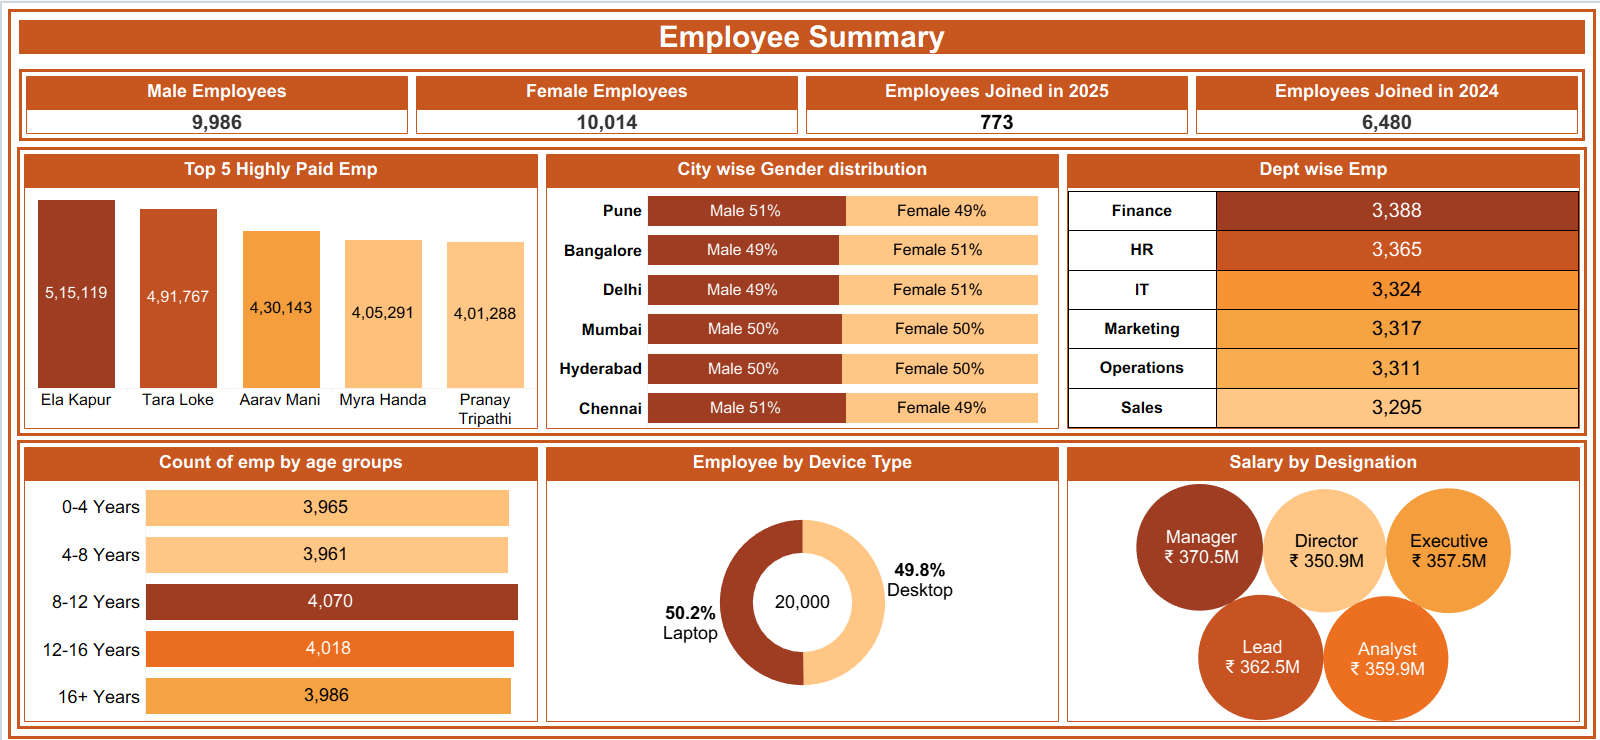 Employee Summary
Male Employees
9,986
Female Employees
10,014
Employees Joined in 2025
773
Employees Joined in 2024
6,480
Top 5 Highly Paid Emp
5,15,119
4,91,767
4,30,143
4,05,291
4,01,288
Ela Kapur
Tara Loke
Aarav Mani
Myra Handa
Pranay
Tripathi
City wise Gender distribution
Pune Male 51% Female 49%
Bangalore Male 49% Female 51%
Delhi Male 49% Female 51%
Mumbai Male 50% Female 50%
Hyderabad Male 50% Female 50%
Chennai Male 51% Female 49%
Dept wise Emp
Finance 3,388
HR 3,365
IT 3,324
Marketing 3,317
Operations 3,311
Sales 3,295
Count of emp by age groups
0-4 Years 3,965
4-8 Years 3,961
8-12 Years 4,070
12-16 Years 4,018
16+ Years 3,986
Employee by Device Type
50.2%
Laptop
20,000
49.8%
Desktop
Salary by Designation
Manager
₹ 370.5M
Director
₹ 350.9M
Executive
₹ 357.5M
Lead
₹ 362.5M
Analyst
₹ 359.9M